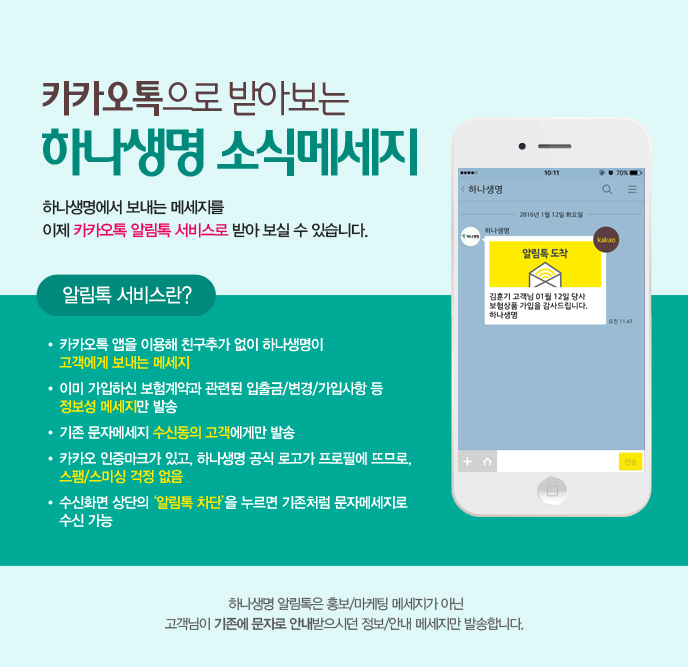 카카오톡으로 받아보는
하나생명 소식메세지
하나생명에서 보내는 메세지를
이제 카카오톡 알림톡 서비스로 받아 보실 수 있습니다.
알림톡 서비스란?
• 카카오톡 앱을 이용해 친구추가 없이 하나생명이
고객에게 보내는 메세지
• 이미 가입하신 보험계약과 관련된 입출금/변경/가입사항 등
정보성 메세지만 발송
• 기존 문자메세지 수신동의 고객에게만 발송
• 카카오 인증마크가 있고, 하나생명 공식 로고가 프로필에 뜨므로,
스팸/스미싱 걱정 없음
• 수신화면 상단의 '알림톡 차단'을 누르면 기존처럼 문자메세지로
수신 가능
10:11
70%
하나생명
2016년 1월 12일 화요일
하나생명
하나생명
kakao
알림톡 도착
김훈기 고객님 01월 12일 당사
보험상품 가입을 감사드립니다.
하나생명
오전 11:47
전송
하나생명 알림톡은 홍보/마케팅 메세지가 아닌
고객님이 기존에 문자로 안내받으시던 정보/안내 메세지만 발송합니다.